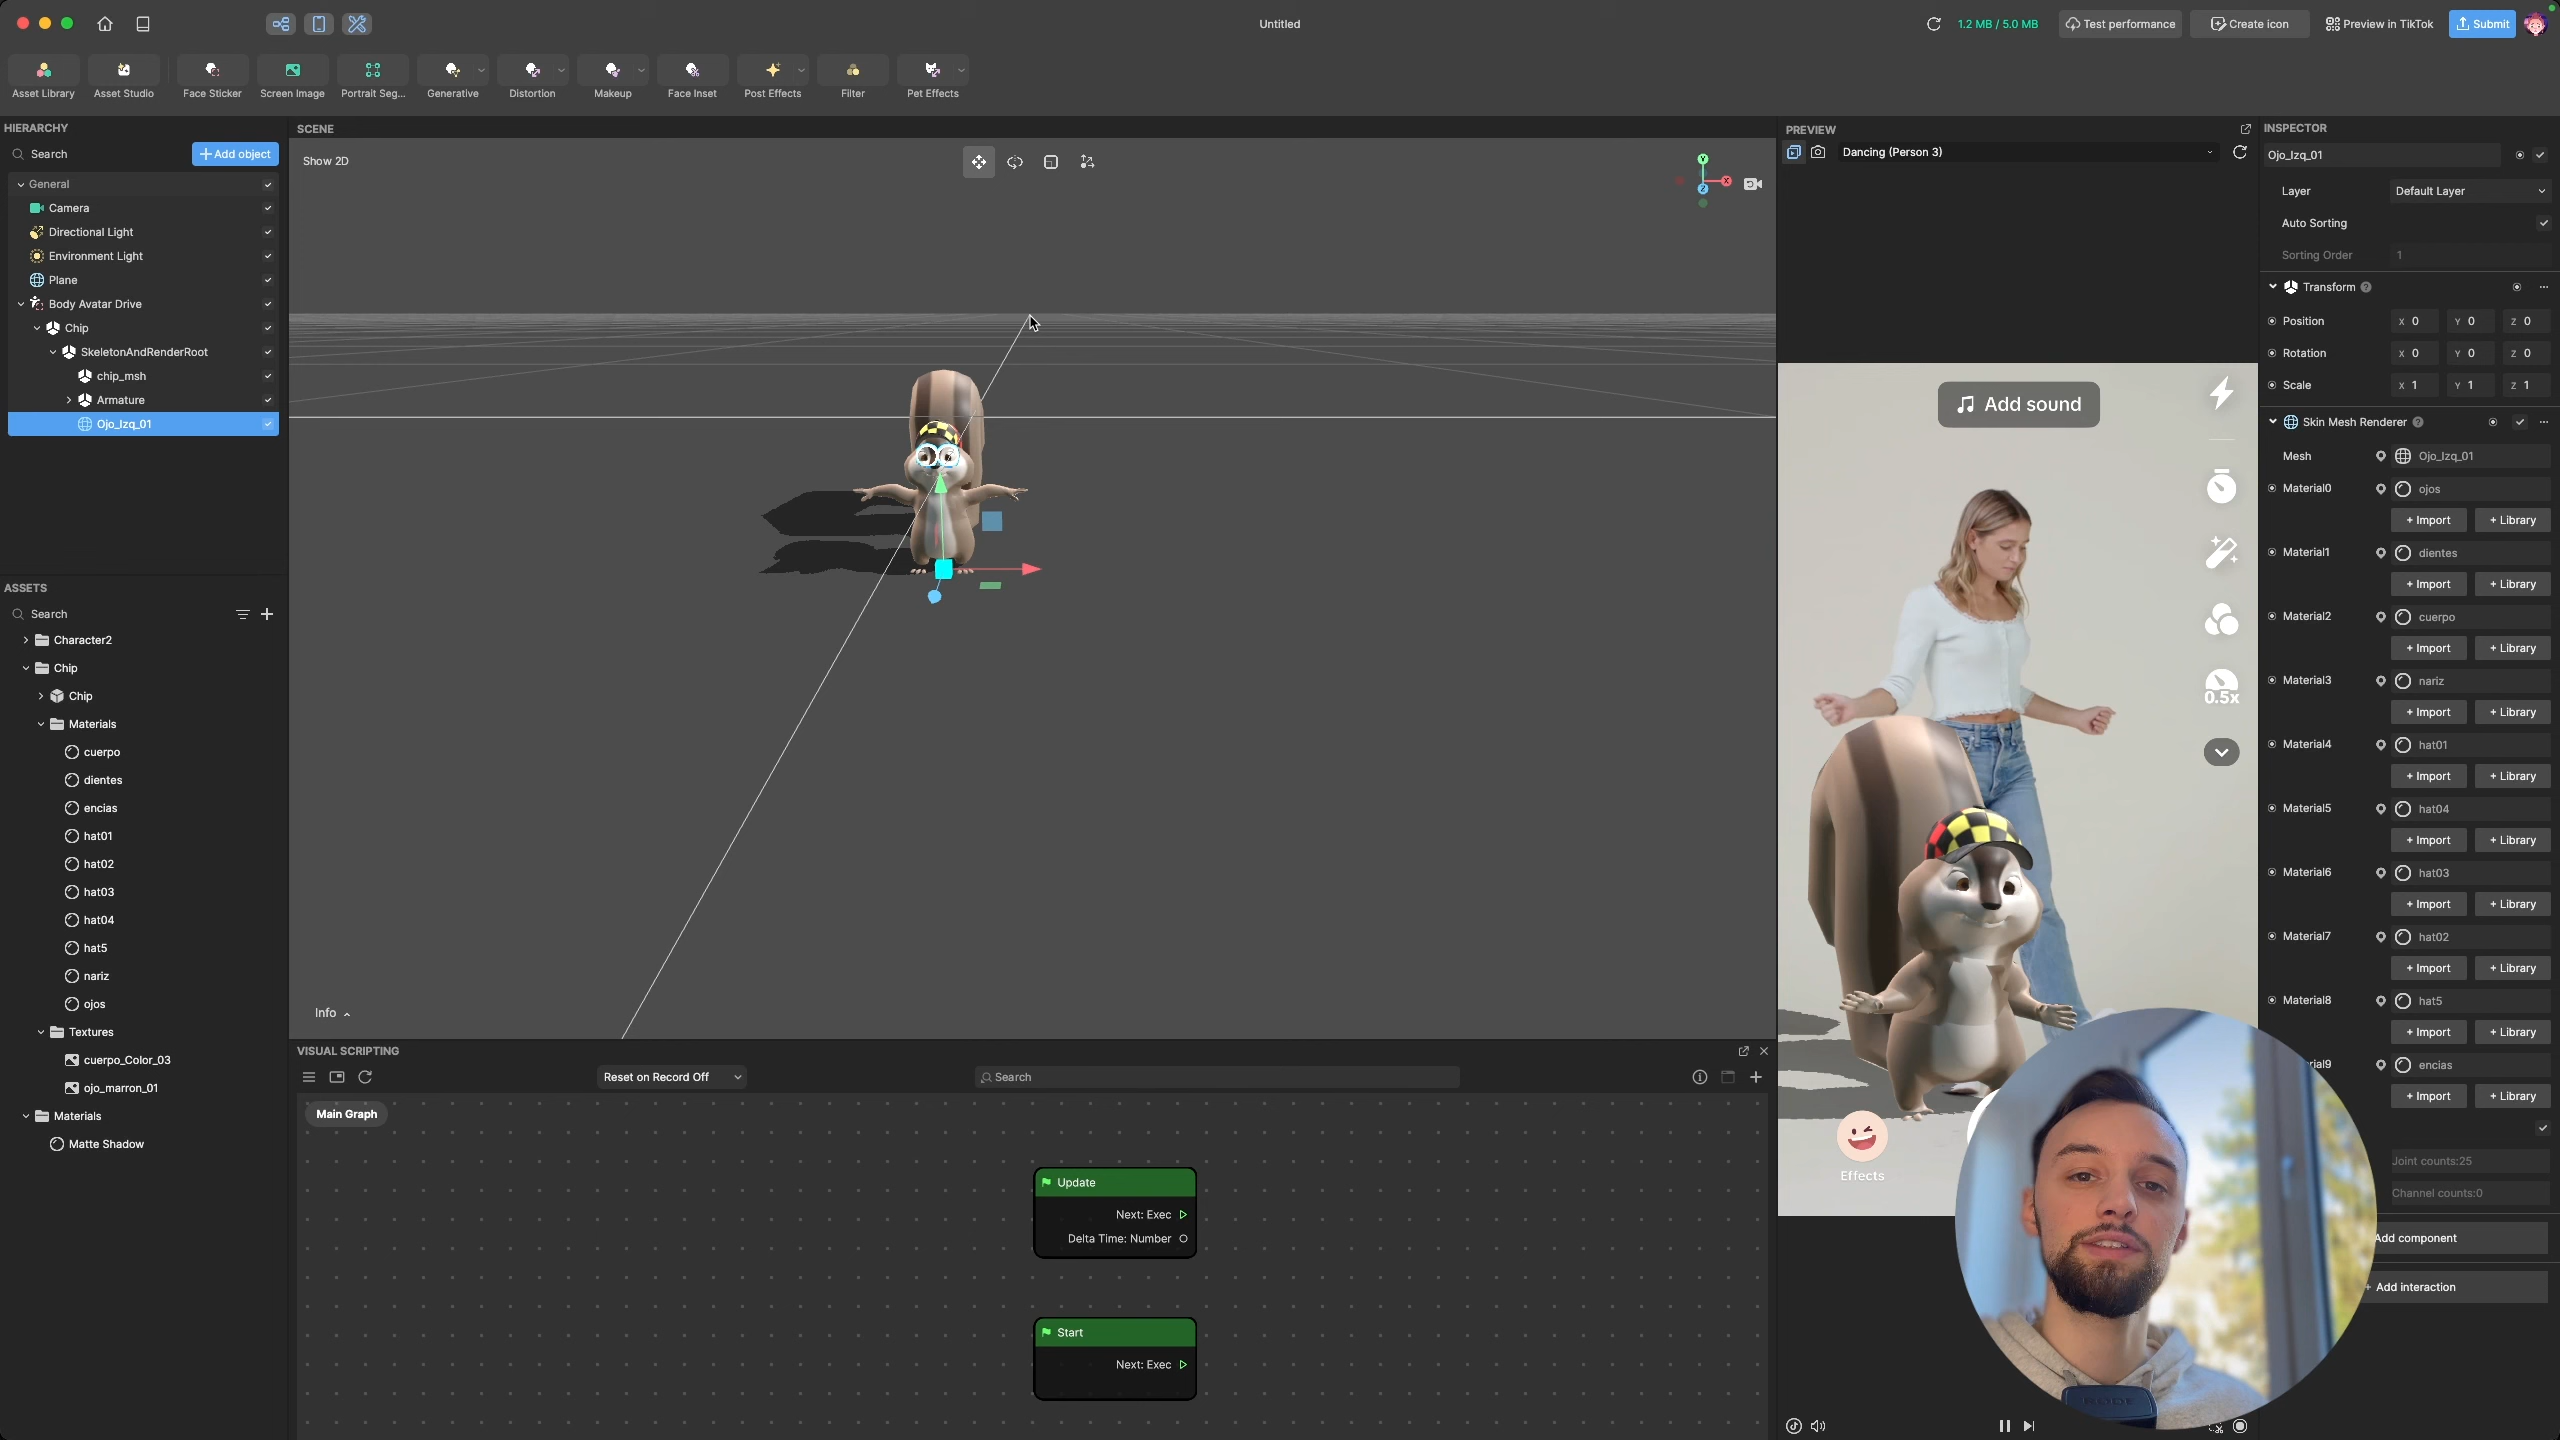 Untitled
1.2 MB / 5.0 MB
Test performance
Create icon
Preview in TikTok
Submit
Asset Library
Asset Studio
Face Sticker
Screen Image
Portrait Seg...
Generative
Distortion
Makeup
Face Inset
Post Effects
Filter
Pet Effects
HIERARCHY
Search
Add object
General
Camera
Directional Light
Environment Light
Plane
Body Avatar Drive
Chip
SkeletonAndRenderRoot
chip_msh
Armature
Ojo_Izq_01
ASSETS
Search
Character2
Chip
Chip
Materials
cuerpo
dientes
encias
hat01
hat02
hat03
hat04
hat5
nariz
ojos
Textures
cuerpo_Color_03
ojo_marron_01
Materials
Matte Shadow
SCENE
Show 2D
Y
X
Z
Info
VISUAL SCRIPTING
Reset on Record Off
Search
Main Graph
Update
Next: Exec
Delta Time: Number
Start
Next: Exec
PREVIEW
Dancing (Person 3)
Add sound
0.5x
Effects
RØDE
INSPECTOR
Ojo_Izq_01
Layer Default Layer
Auto Sorting
Sorting Order 1
Transform
Position X 0 Y 0 Z 0
Rotation X 0 Y 0 Z 0
Scale X 1 Y 1 Z 1
Skin Mesh Renderer
Mesh Ojo_Izq_01
Material0 ojos
+ Import + Library
Material1 dientes
+ Import + Library
Material2 cuerpo
+ Import + Library
Material3 nariz
+ Import + Library
Material4 hat01
+ Import + Library
Material5 hat04
+ Import + Library
Material6 hat03
+ Import + Library
Material7 hat02
+ Import + Library
Material8 hat5
+ Import + Library
ial9 encias
+ Import + Library
Joint counts:25
Channel counts:0
Add component
+ Add interaction